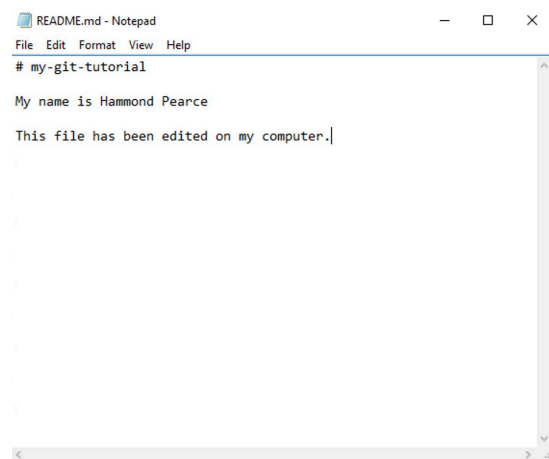 README.md - Notepad
File Edit Format View Help
# my-git-tutorial
My name is Hammond Pearce
This file has been edited on my computer.